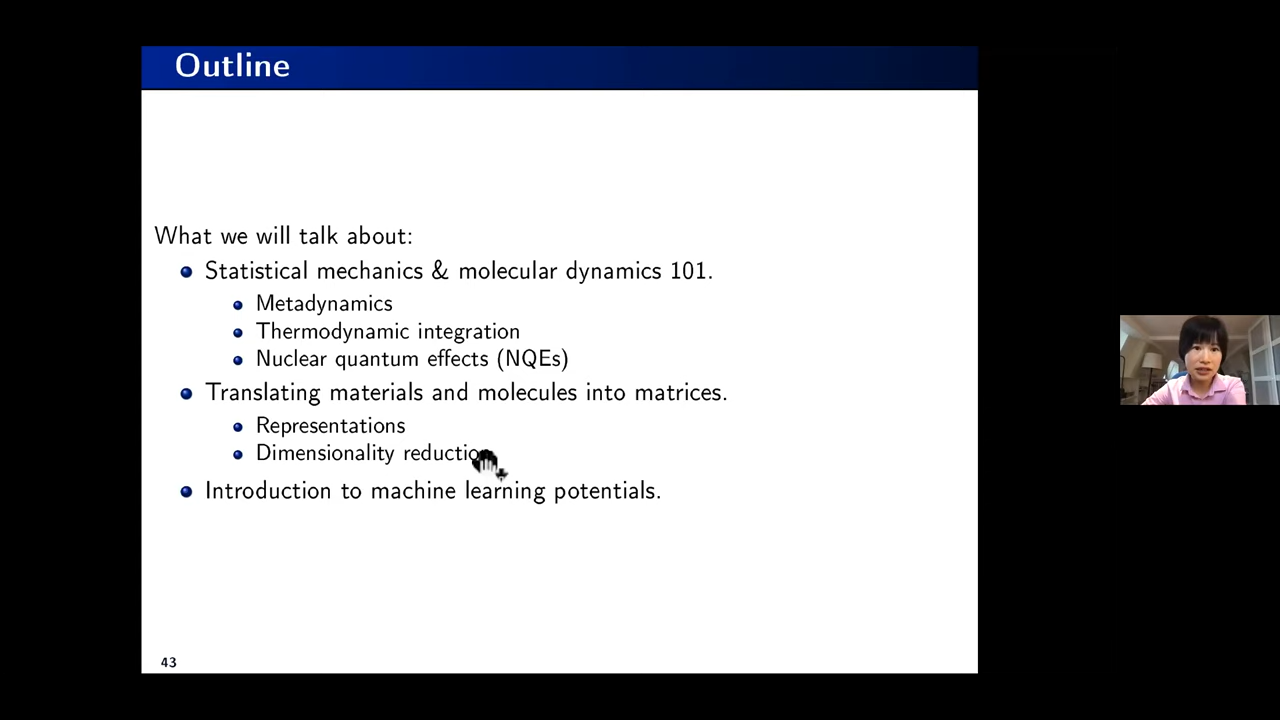 Outline
What we will talk about:
Statistical mechanics & molecular dynamics 101.
Metadynamics
Thermodynamic integration
Nuclear quantum effects (NQEs)
Translating materials and molecules into matrices.
Representations
Dimensionality reduction
Introduction to machine learning potentials.
43